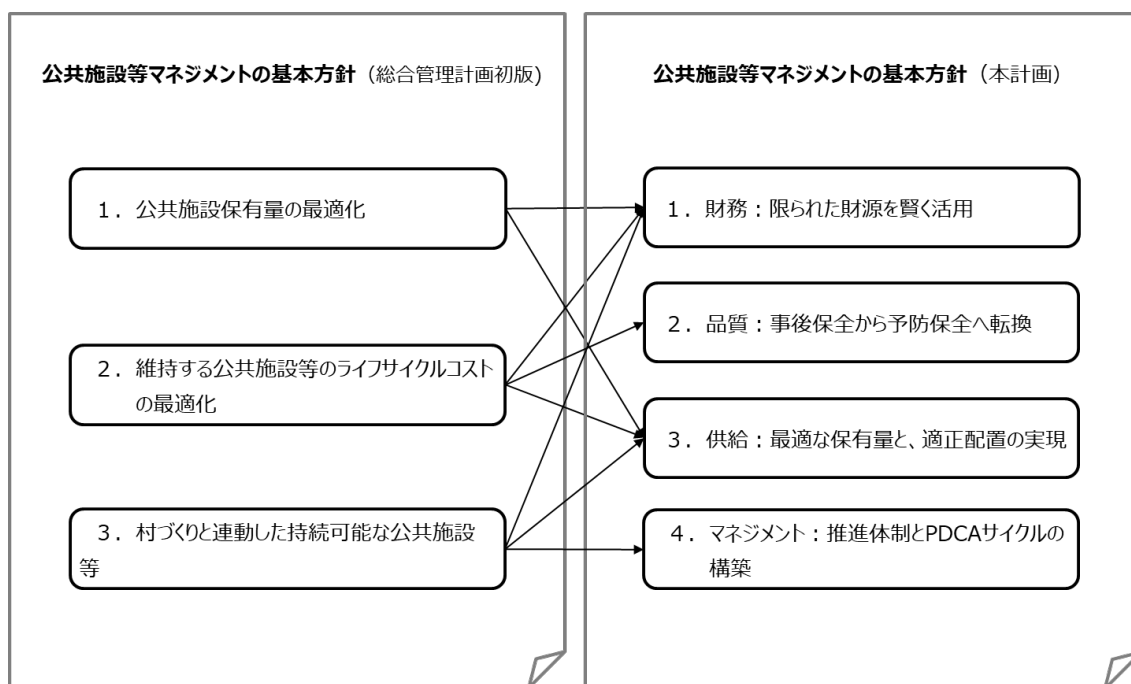 公共施設等マネジメントの基本方針（総合管理計画初版)
1．公共施設保有量の最適化
2．維持する公共施設等のライフサイクルコスト
の最適化
3．村づくりと連動した持続可能な公共施設
等
公共施設等マネジメントの基本方針（本計画）
1．財務：限られた財源を賢く活用
2．品質：事後保全から予防保全へ転換
3．供給：最適な保有量と、適正配置の実現
4．マネジメント：推進体制とPDCAサイクルの
構築